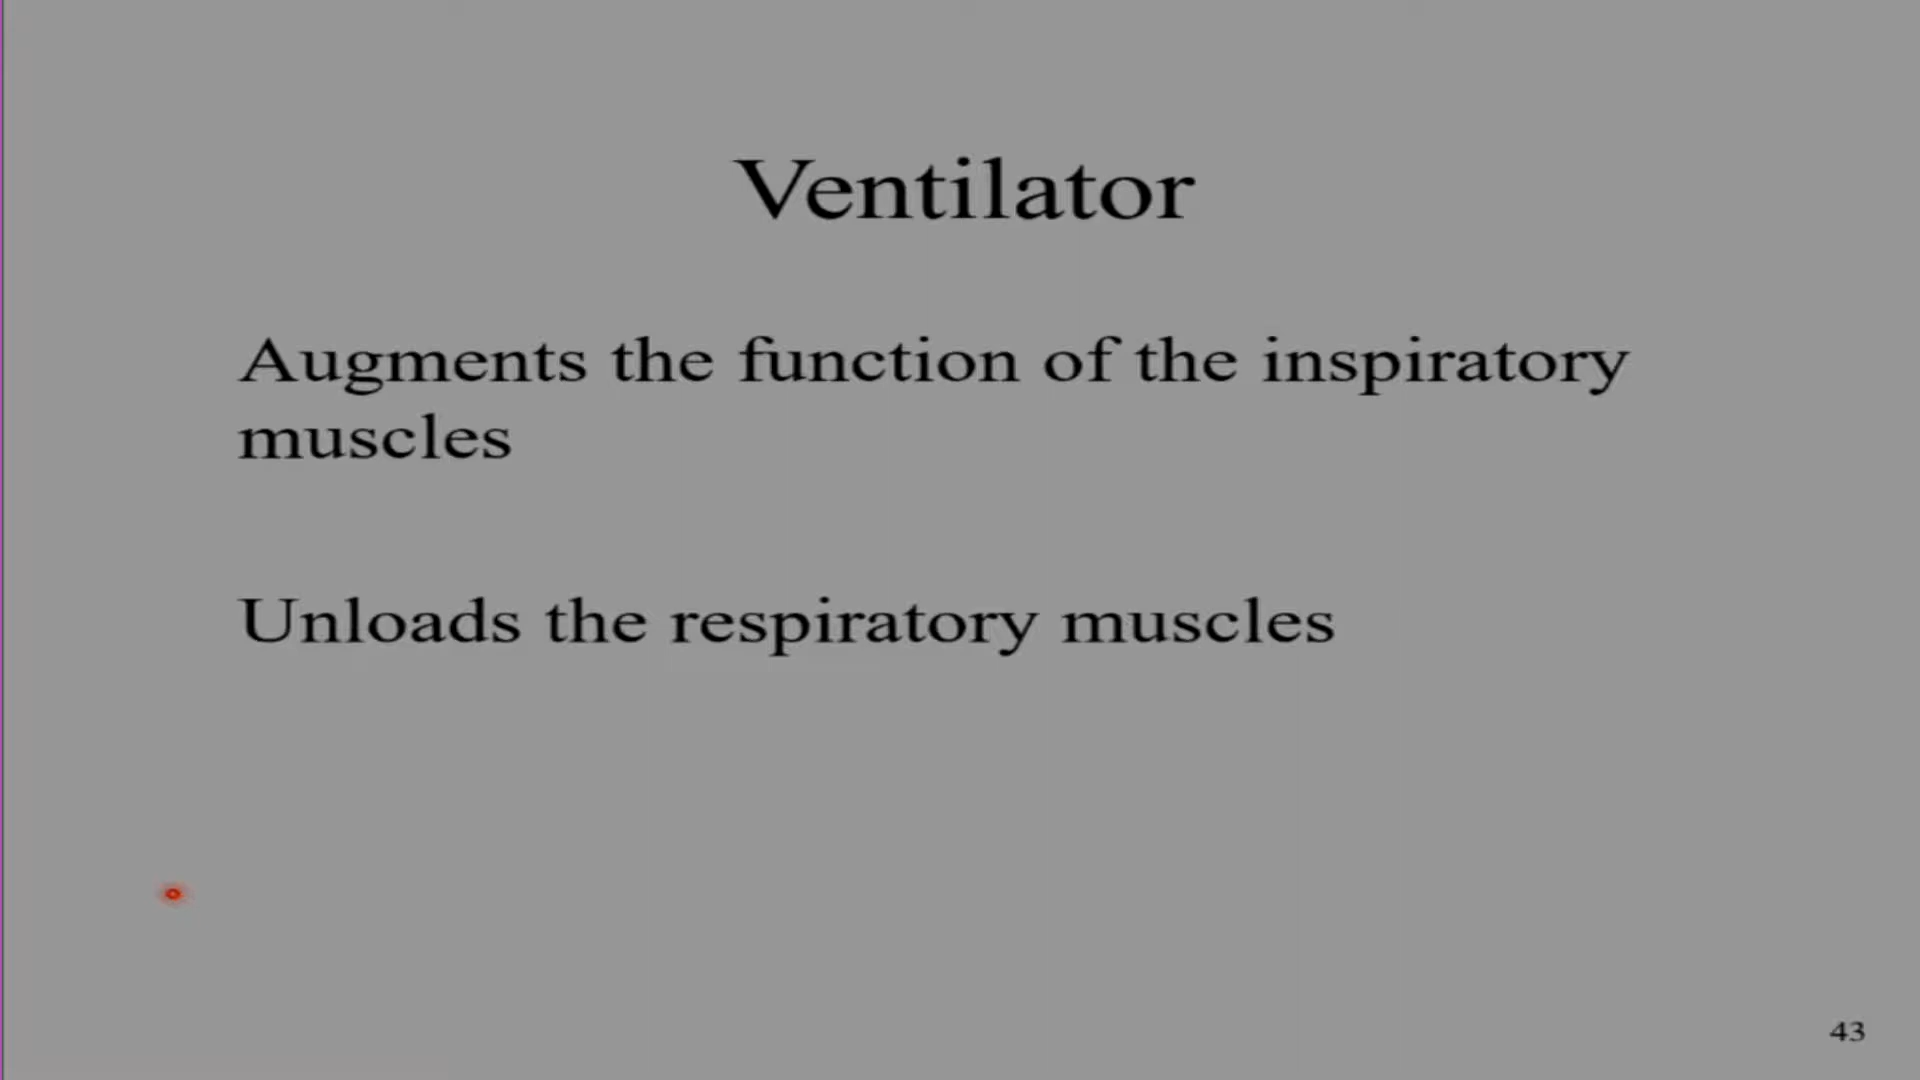 Ventilator
Augments the function of the inspiratory
muscles
Unloads the respiratory muscles
43